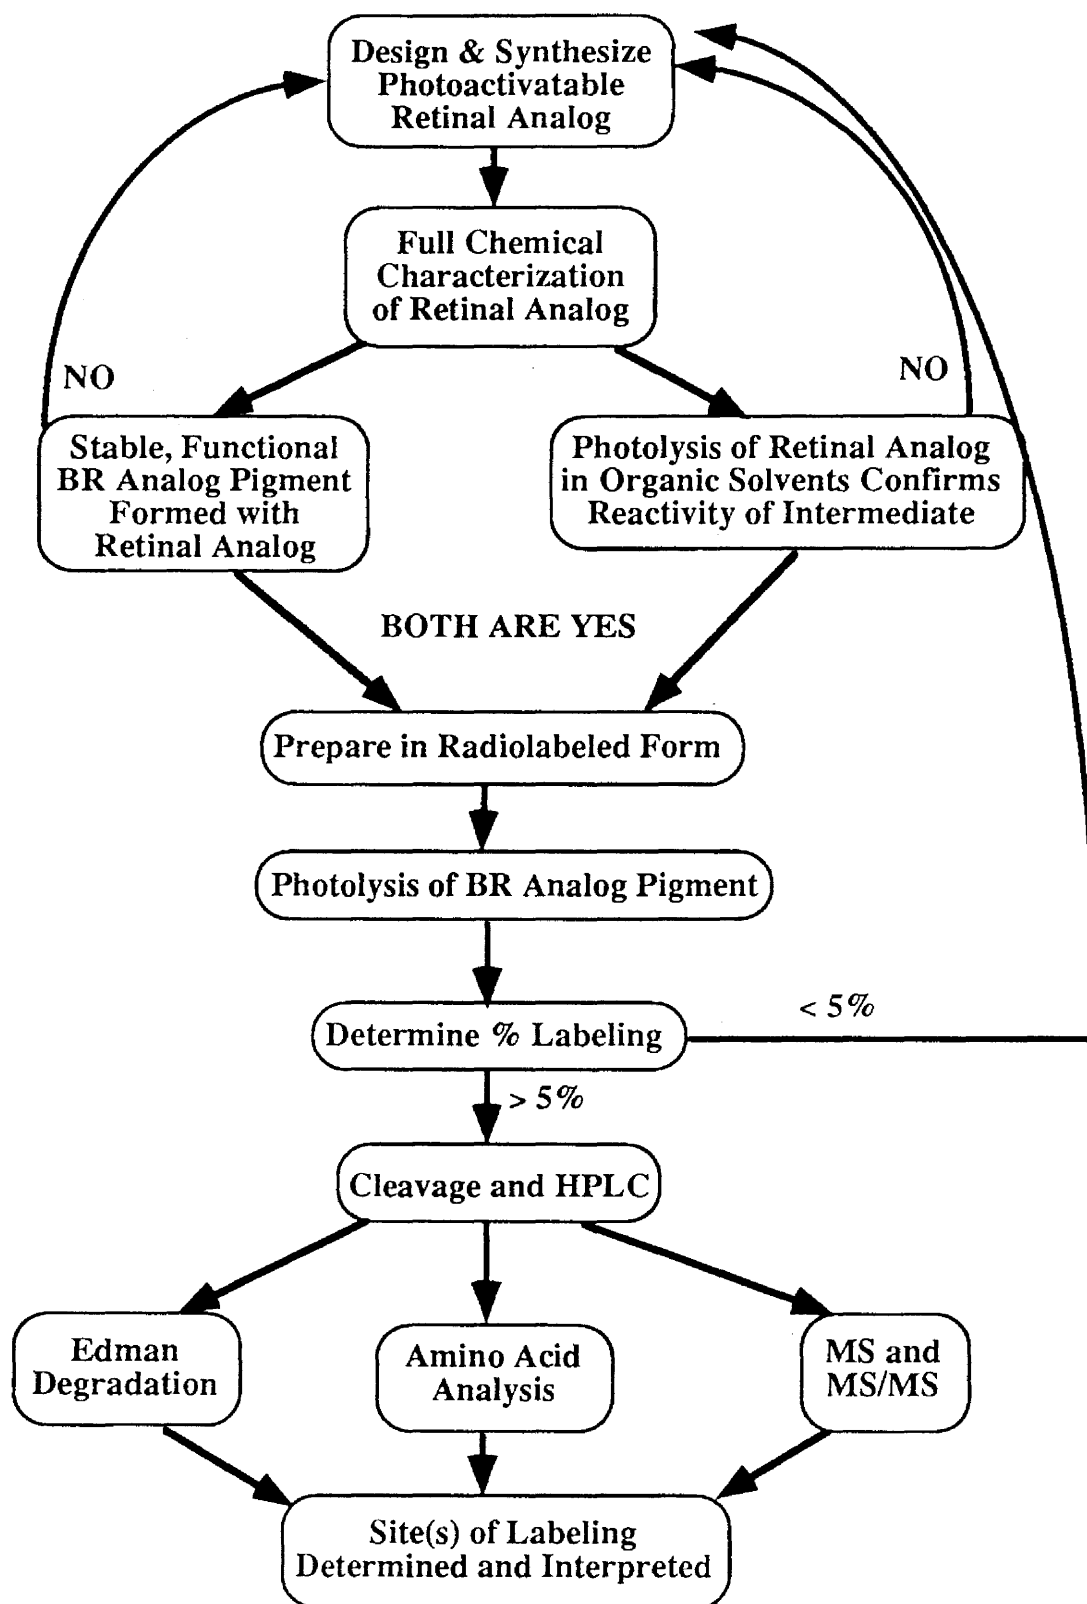 Design & Synthesize
Photoactivatable
Retinal Analog
Full Chemical
Characterization
of Retinal Analog
NO
NO
Stable, Functional
BR Analog Pigment
Formed with
Retinal Analog
Photolysis of Retinal Analog
in Organic Solvents Confirms
Reactivity of Intermediate
BOTH ARE YES
Prepare in Radiolabeled Form
Photolysis of BR Analog Pigment
Determine % Labeling
< 5%
> 5%
Cleavage and HPLC
Edman
Degradation
Amino Acid
Analysis
MS and
MS/MS
Site(s) of Labeling
Determined and Interpreted